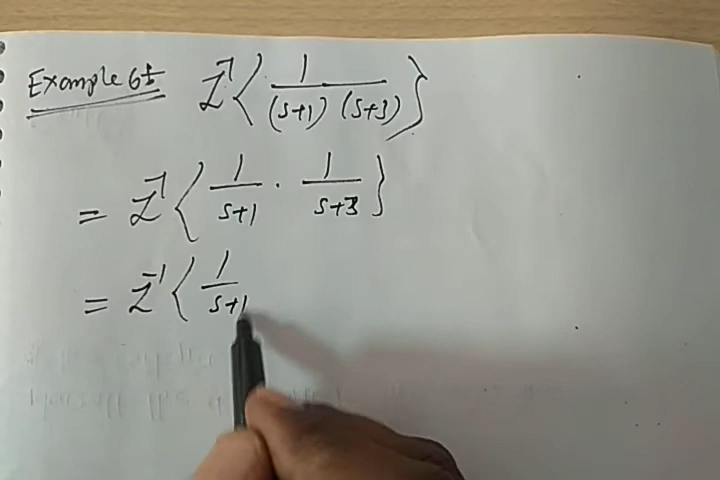 Example 6: L⁻¹{ 1/((s+1)(s+3)) }
= L⁻¹{ 1/(s+1) · 1/(s+3) }
= L⁻¹{ 1/(s+1)